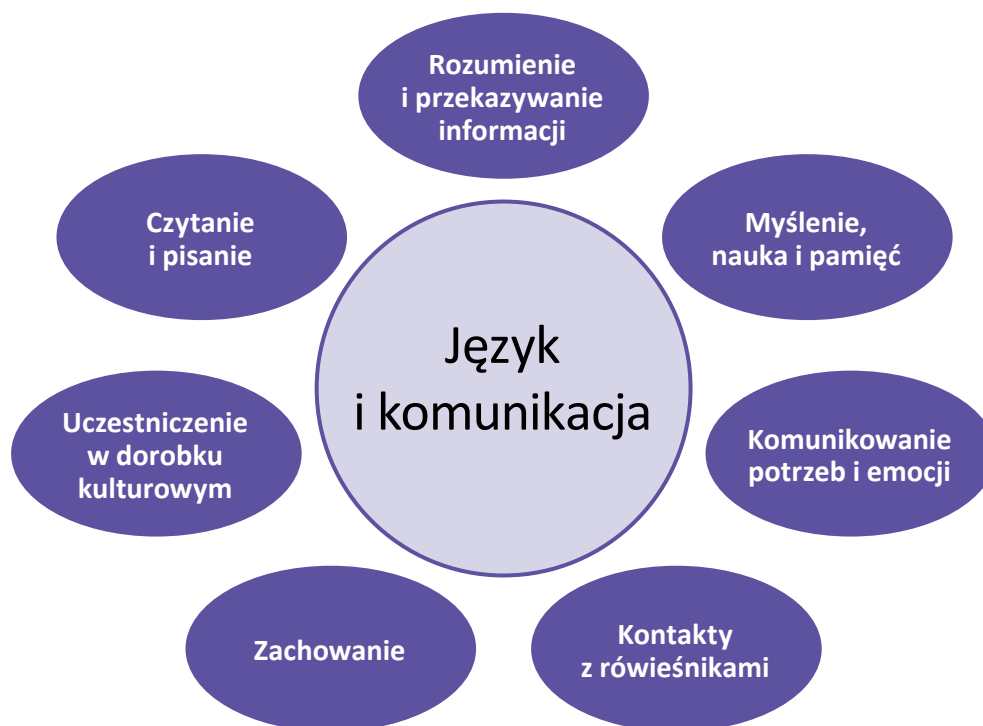 Rozumienie
i przekazywanie
informacji
Myślenie,
nauka i pamięć
Komunikowanie
potrzeb i emocji
Kontakty
z rówieśnikami
Zachowanie
Uczestniczenie
w dorobku
kulturowym
Czytanie
i pisanie
Język
i komunikacja